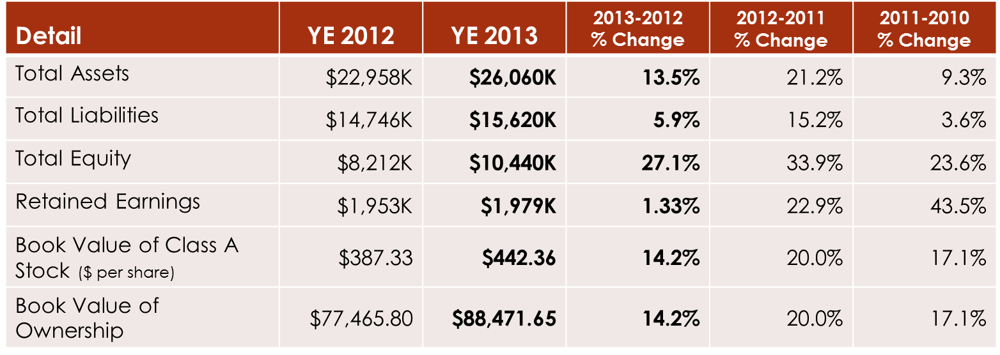 Detail YE 2012 YE 2013 2013-2012 % Change 2012-2011 % Change 2011-2010 % Change
Total Assets $22,958K $26,060K 13.5% 21.2% 9.3%
Total Liabilities $14,746K $15,620K 5.9% 15.2% 3.6%
Total Equity $8,212K $10,440K 27.1% 33.9% 23.6%
Retained Earnings $1,953K $1,979K 1.33% 22.9% 43.5%
Book Value of Class A
Stock ($ per share) $387.33 $442.36 14.2% 20.0% 17.1%
Book Value of
Ownership $77,465.80 $88,471.65 14.2% 20.0% 17.1%